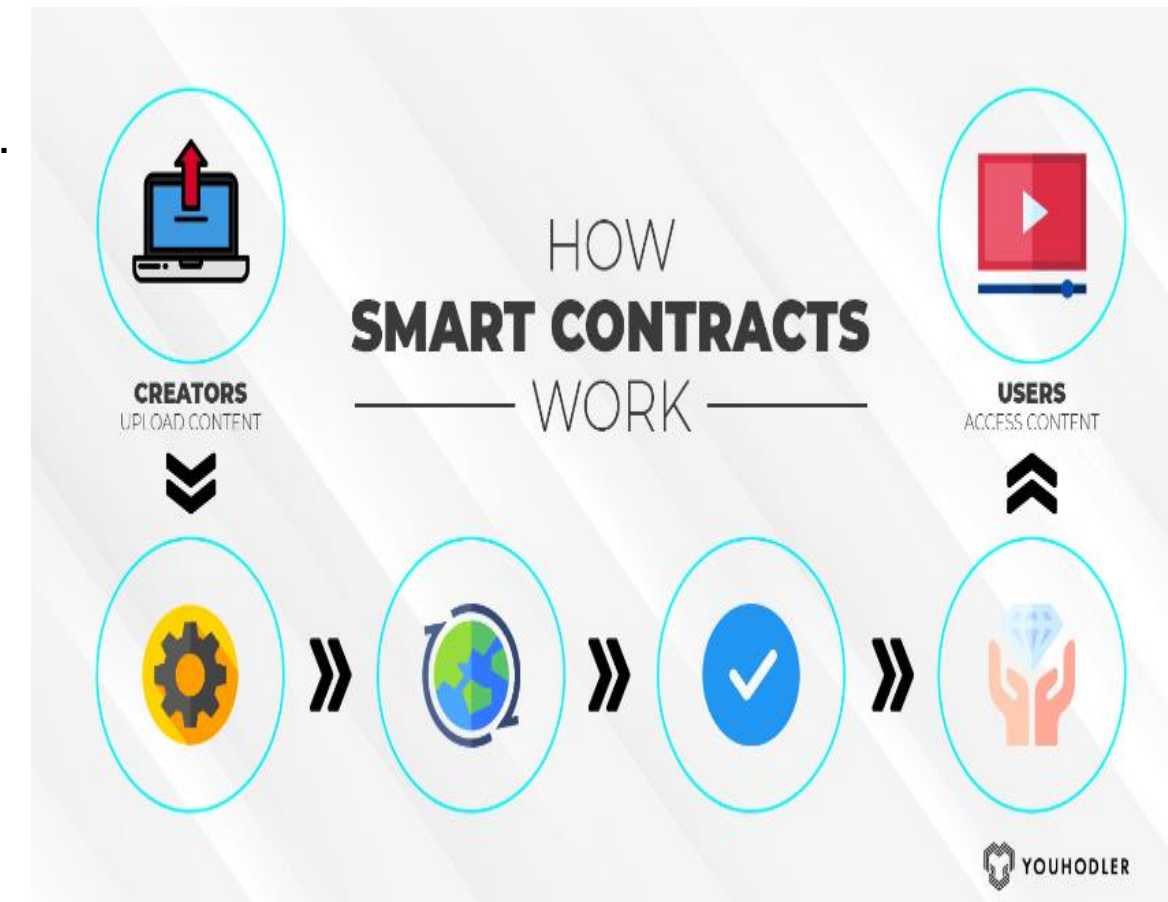 .
HOW
SMART CONTRACTS
WORK
CREATORS
UPLOAD CONTENT
USERS
ACCESS CONTENT
YOUHODLER